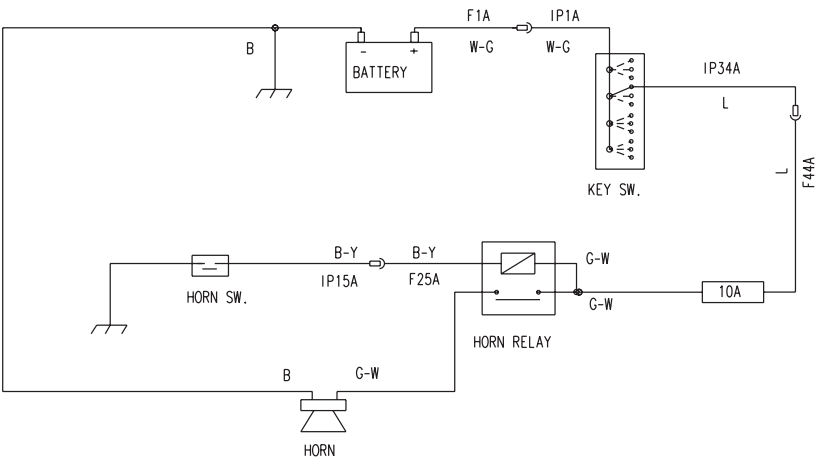 F1A
IP1A
B
W-G
W-G
- +
BATTERY
IP34A
L
L
F44A
KEY SW.
B-Y
B-Y
G-W
IP15A
F25A
HORN SW.
10A
G-W
HORN RELAY
B
G-W
HORN